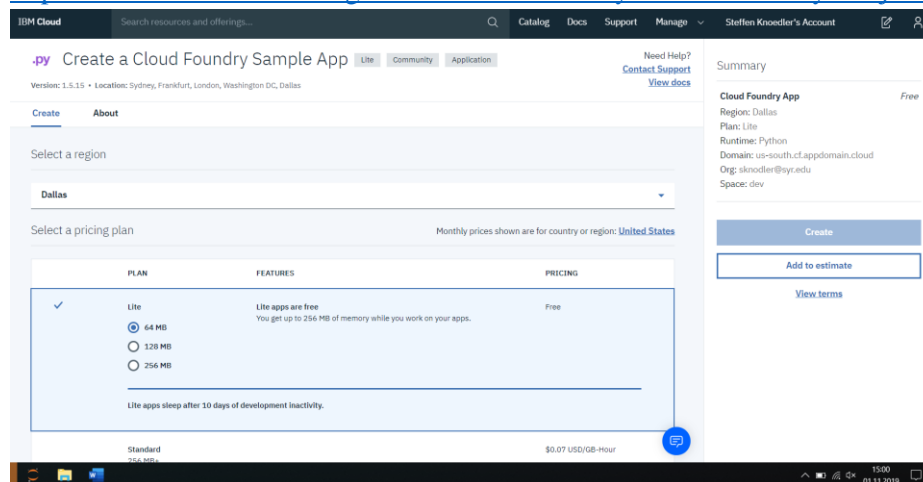 IBM Cloud Search resources and offerings... Catalog Docs Support Manage Steffen Knoedler's Account
.py Create a Cloud Foundry Sample App Lite Community Application
Need Help?
Contact Support
View docs
Version: 1.5.15 • Location: Sydney, Frankfurt, London, Washington DC, Dallas
Create About
Select a region
Dallas
Select a pricing plan Monthly prices shown are for country or region: United States
PLAN FEATURES PRICING
Lite Lite apps are free Free
You get up to 256 MB of memory while you work on your apps.
64 MB
128 MB
256 MB
Lite apps sleep after 10 days of development inactivity.
Standard $0.07 USD/GB-Hour
256 MBs
Summary
Cloud Foundry App Free
Region: Dallas
Plan: Lite
Runtime: Python
Domain: us-south.cf.appdomain.cloud
Org: sknodler@syr.edu
Space: dev
Create
Add to estimate
View terms
15:00
01.11.2019